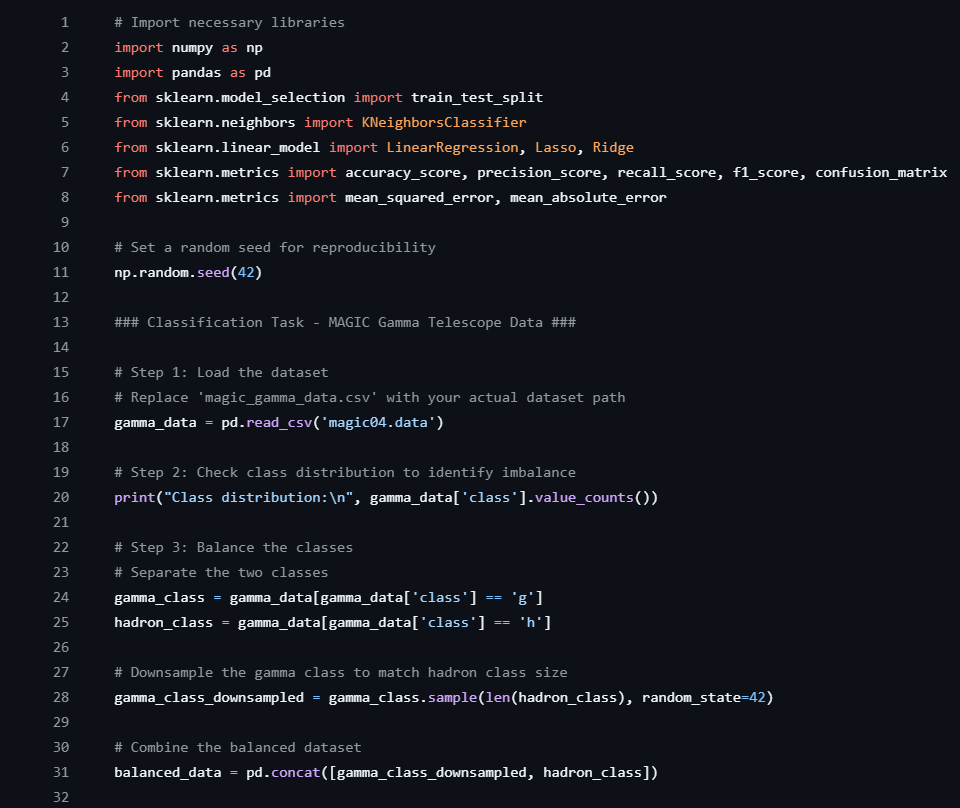 1 # Import necessary libraries
2 import numpy as np
3 import pandas as pd
4 from sklearn.model_selection import train_test_split
5 from sklearn.neighbors import KNeighborsClassifier
6 from sklearn.linear_model import LinearRegression, Lasso, Ridge
7 from sklearn.metrics import accuracy_score, precision_score, recall_score, f1_score, confusion_matrix
8 from sklearn.metrics import mean_squared_error, mean_absolute_error
9
10 # Set a random seed for reproducibility
11 np.random.seed(42)
12
13 ### Classification Task - MAGIC Gamma Telescope Data ###
14
15 # Step 1: Load the dataset
16 # Replace 'magic_gamma_data.csv' with your actual dataset path
17 gamma_data = pd.read_csv('magic04.data')
18
19 # Step 2: Check class distribution to identify imbalance
20 print("Class distribution:\n", gamma_data['class'].value_counts())
21
22 # Step 3: Balance the classes
23 # Separate the two classes
24 gamma_class = gamma_data[gamma_data['class'] == 'g']
25 hadron_class = gamma_data[gamma_data['class'] == 'h']
26
27 # Downsample the gamma class to match hadron class size
28 gamma_class_downsampled = gamma_class.sample(len(hadron_class), random_state=42)
29
30 # Combine the balanced dataset
31 balanced_data = pd.concat([gamma_class_downsampled, hadron_class])
32